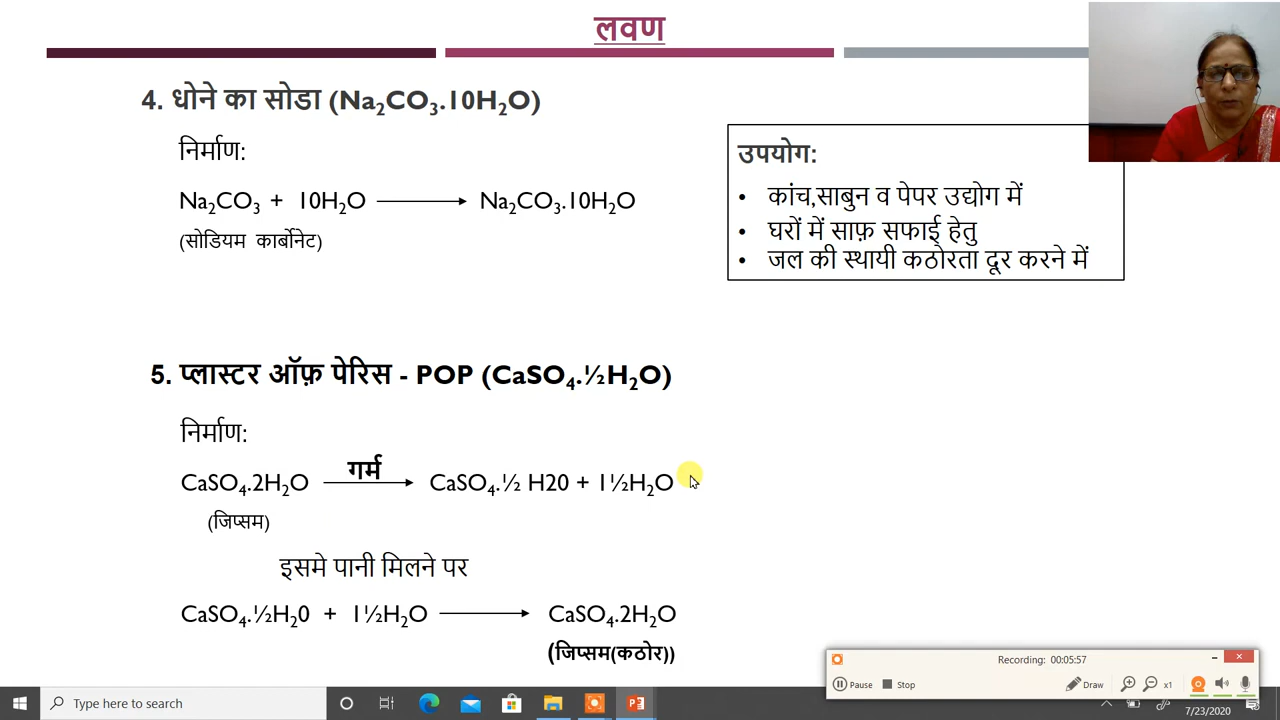 लवण
4. धोने का सोडा (Na₂CO₃.10H₂O)
निर्माण:
Na₂CO₃ + 10H₂O ⟶ Na₂CO₃.10H₂O
(सोडियम कार्बोनेट)
उपयोग:
• कांच,साबुन व पेपर उद्योग में
• घरों में साफ़ सफाई हेतु
• जल की स्थायी कठोरता दूर करने में
5. प्लास्टर ऑफ़ पेरिस - POP (CaSO₄.½H₂O)
निर्माण:
गर्म
CaSO₄.2H₂O ⟶ CaSO₄.½ H20 + 1½H₂O
(जिप्सम)
इसमे पानी मिलने पर
CaSO₄.½H₂0 + 1½H₂O ⟶ CaSO₄.2H₂O
(जिप्सम(कठोर))
Recording: 00:05:57
Pause Stop Draw x1
Type here to search
7/23/2020